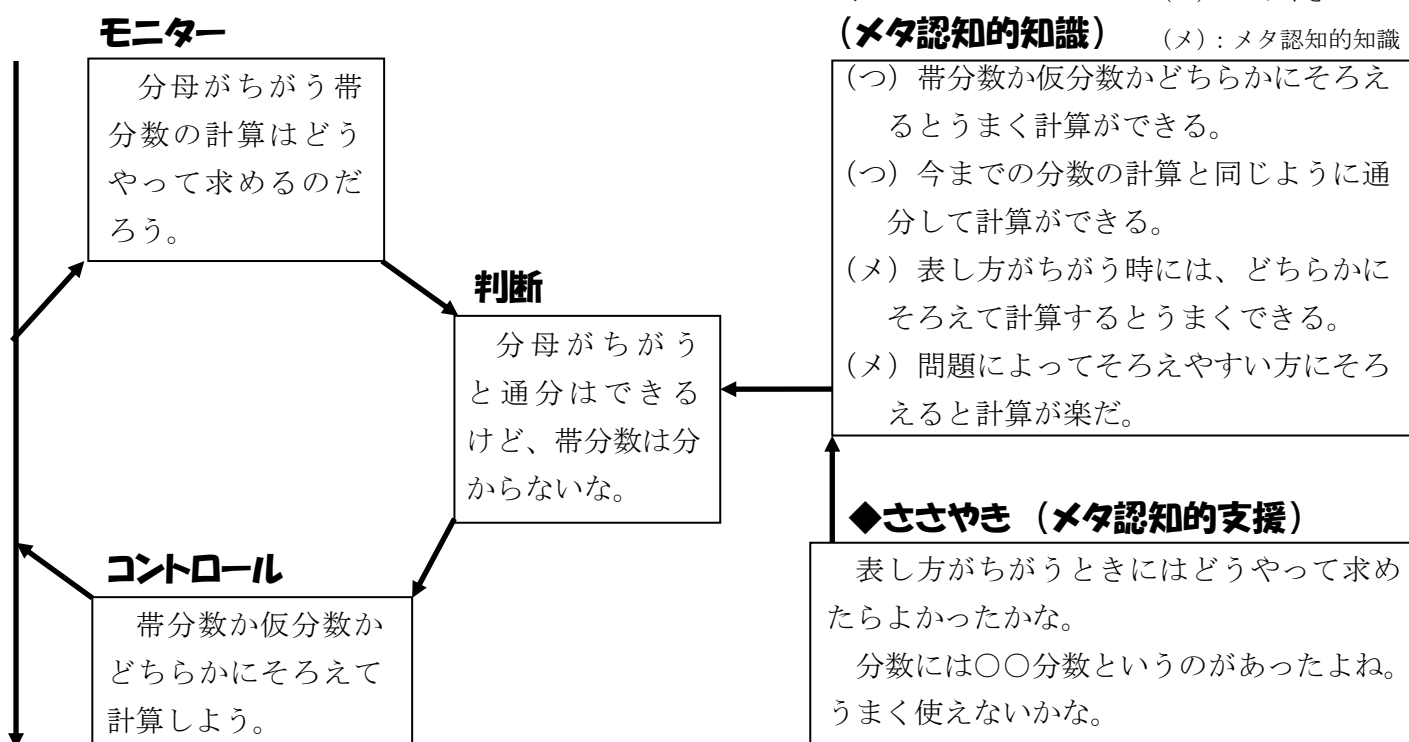 モニター
分母がちがう帯
分数の計算はどう
やって求めるのだ
ろう。
判断
分母がちがう
と通分はできる
けど、帯分数は分
からないな。
コントロール
帯分数か仮分数か
どちらかにそろえて
計算しよう。
（メタ認知的知識）
（メ）：メタ認知的知識
（つ）帯分数か仮分数かどちらかにそろえ
るとうまく計算ができる。
（つ）今までの分数の計算と同じように通
分して計算ができる。
（メ）表し方がちがう時には、どちらかに
そろえて計算するとうまくできる。
（メ）問題によってそろえやすい方にそろ
えると計算が楽だ。
◆ささやき（メタ認知的支援）
表し方がちがうときにはどうやって求め
たらよかったかな。
分数には〇〇分数というのがあったよね。
うまく使えないかな。